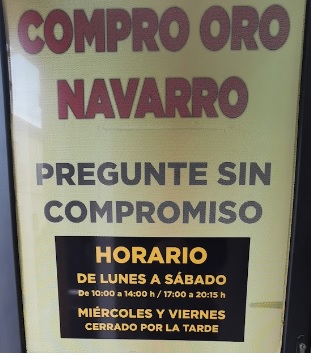 COMPRO ORO
NAVARRO
PREGUNTE SIN
COMPROMISO
HORARIO
DE LUNES A SÁBADO
De 10:00 a 14:00 h / 17:00 a 20:15 h
MIÉRCOLES Y VIERNES
CERRADO POR LA TARDE